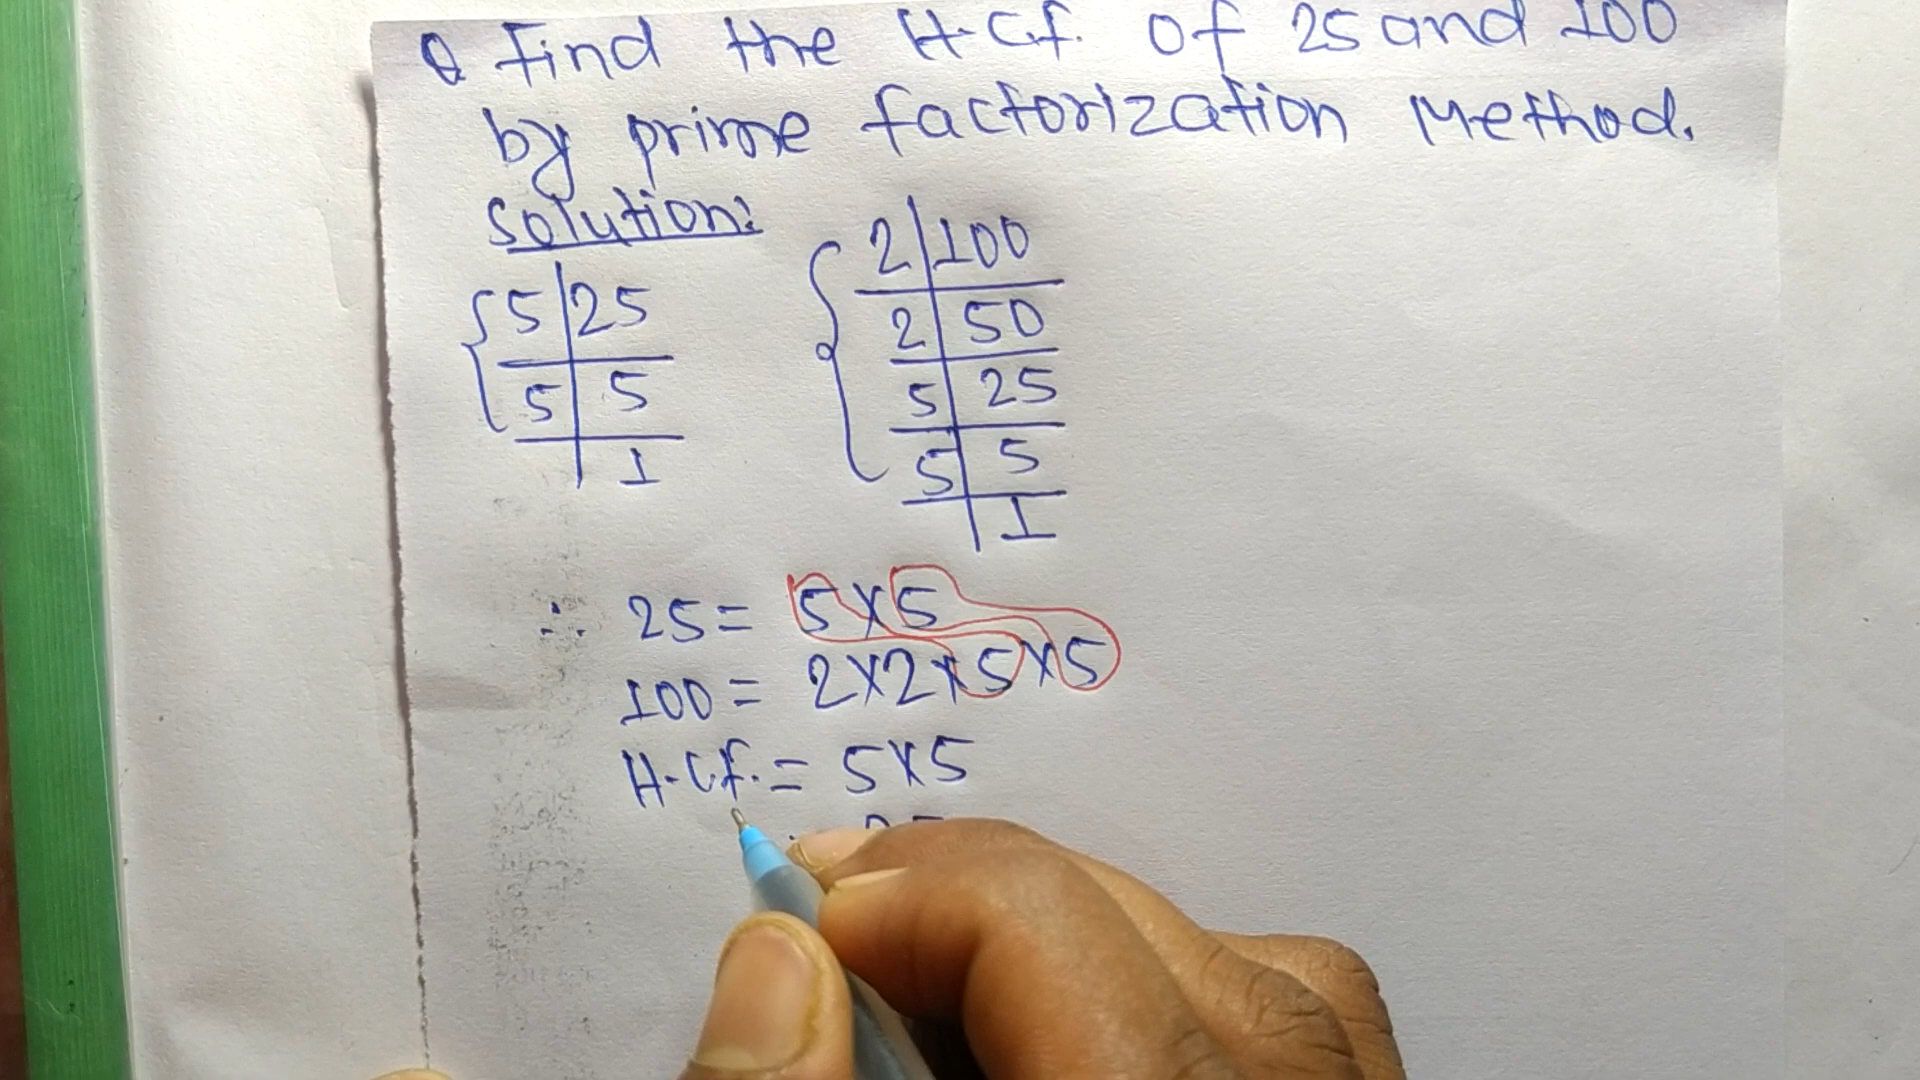 Q Find the H.C.f. of 25 and 100
by prime factorization Method.
Solution:
5 | 25
5 | 5
1
2 | 100
2 | 50
5 | 25
5 | 5
1
∴ 25 = 5×5
100 = 2×2×5×5
H.C.f. = 5×5